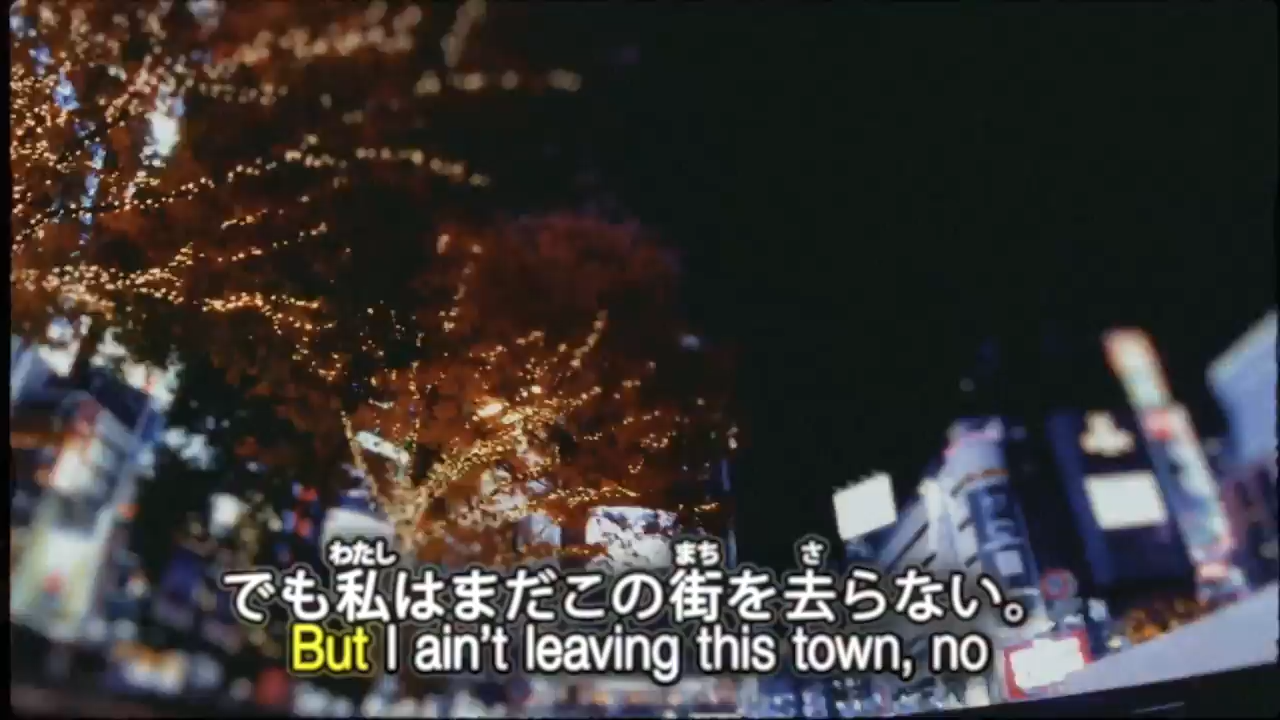 わたし まち さ
でも私はまだこの街を去らない。
But I ain't leaving this town, no